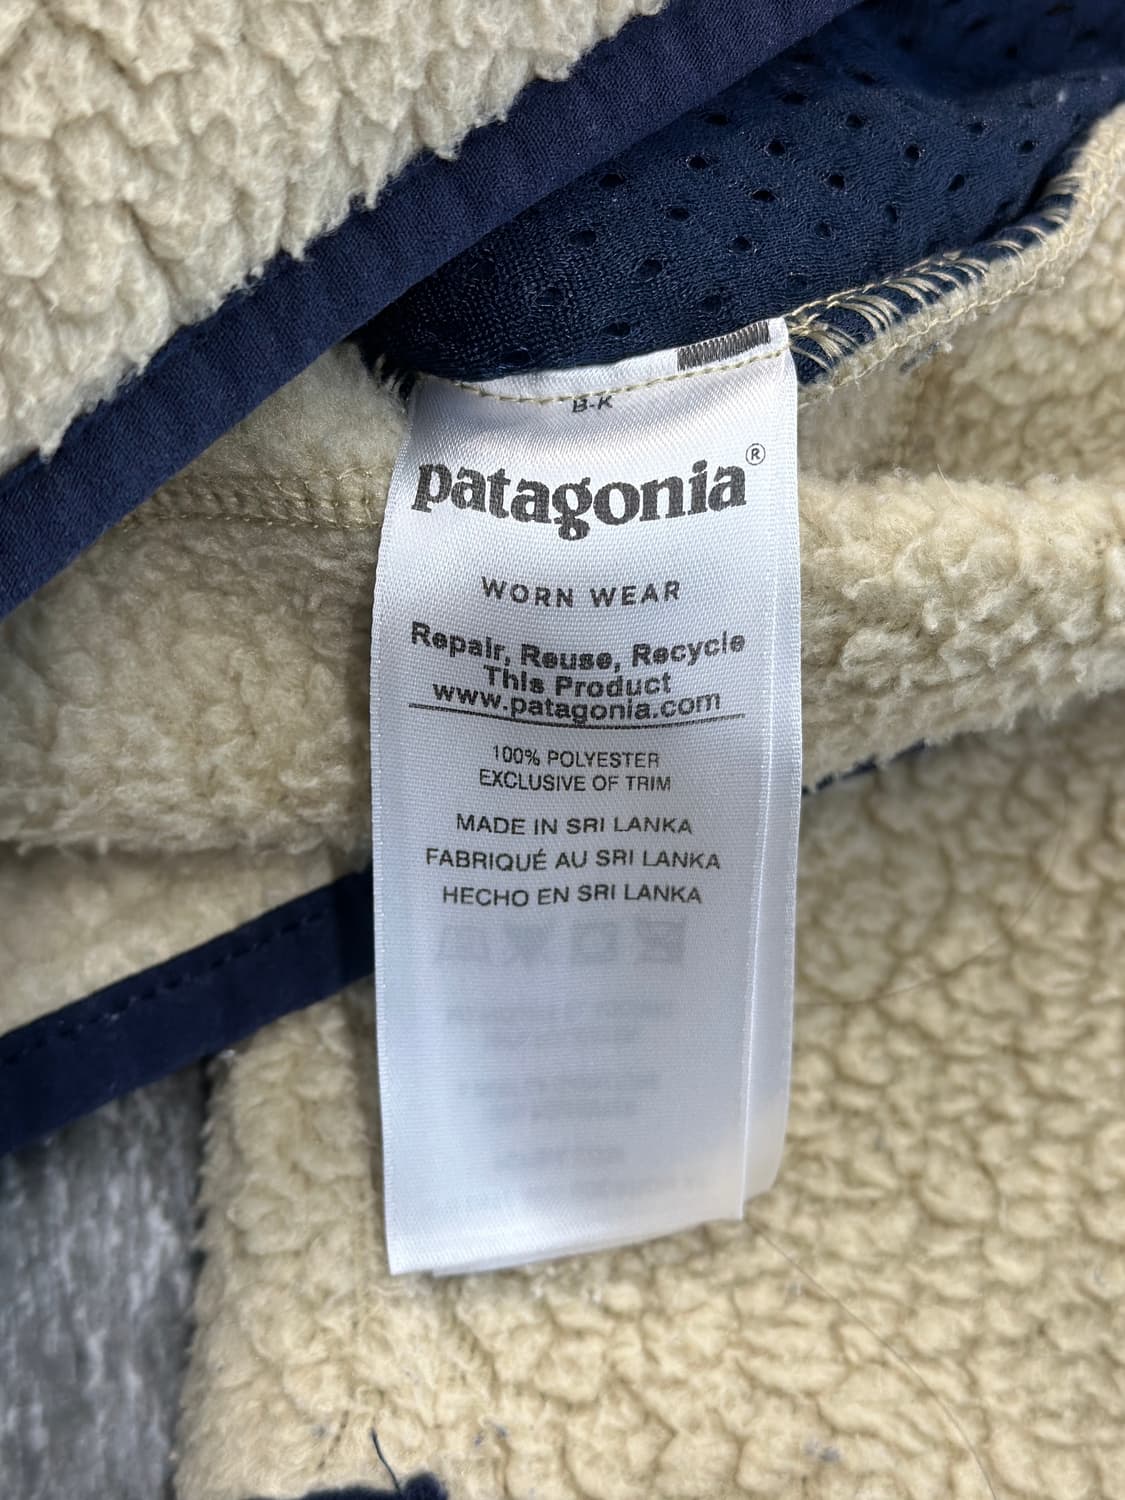 B-K
patagonia®
WORN WEAR
Repair, Reuse, Recycle
This Product
www.patagonia.com
100% POLYESTER
EXCLUSIVE OF TRIM
MADE IN SRI LANKA
FABRIQUÉ AU SRI LANKA
HECHO EN SRI LANKA